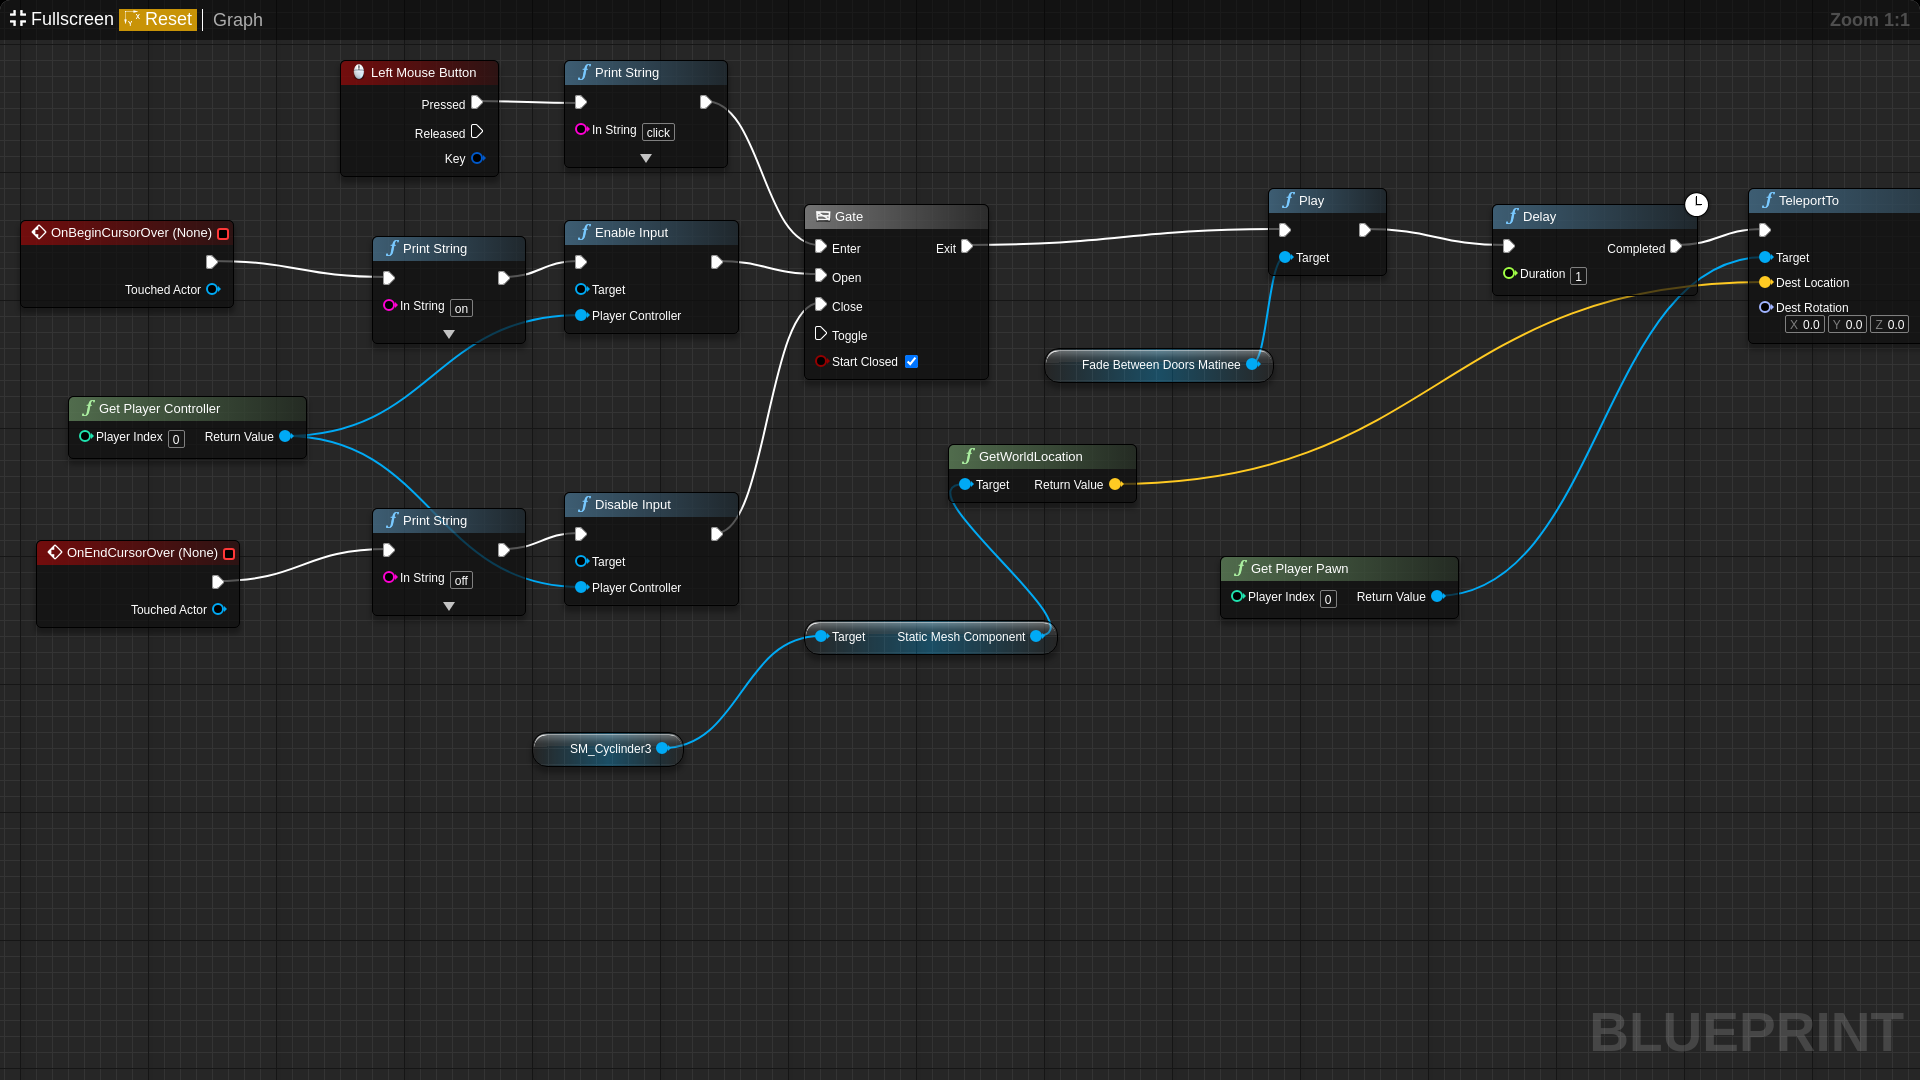 Fullscreen Reset Graph Zoom 1:1
Left Mouse Button
Pressed
Released
Key
Print String
In String click
OnBeginCursorOver (None)
Touched Actor
Print String
In String on
Enable Input
Target
Player Controller
Gate
Enter Exit
Open
Close
Toggle
Start Closed
Play
Target
Delay
Completed
Duration 1
TeleportTo
Target
Dest Location
Dest Rotation
X 0.0 Y 0.0 Z 0.0
Fade Between Doors Matinee
Get Player Controller
Player Index 0 Return Value
GetWorldLocation
Target Return Value
OnEndCursorOver (None)
Touched Actor
Print String
In String off
Disable Input
Target
Player Controller
Get Player Pawn
Player Index 0 Return Value
Target Static Mesh Component
SM_Cyclinder3
BLUEPRINT